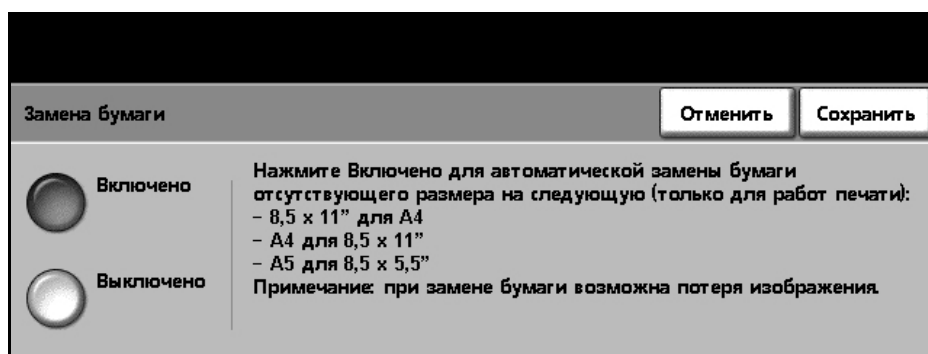 Замена бумаги
Отменить
Сохранить
Включено
Выключено
Нажмите Включено для автоматической замены бумаги
отсутствующего размера на следующую (только для работ печати):
– 8,5 x 11” для A4
– A4 для 8,5 x 11”
– A5 для 8,5 x 5,5”
Примечание: при замене бумаги возможна потеря изображения.